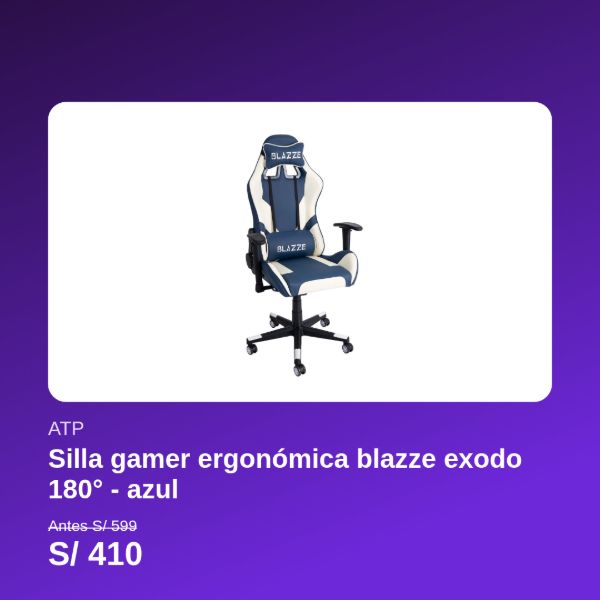 BLAZZE
BLAZZE
ATP
Silla gamer ergonómica blazze exodo
180° - azul
Antes S/ 599
S/ 410